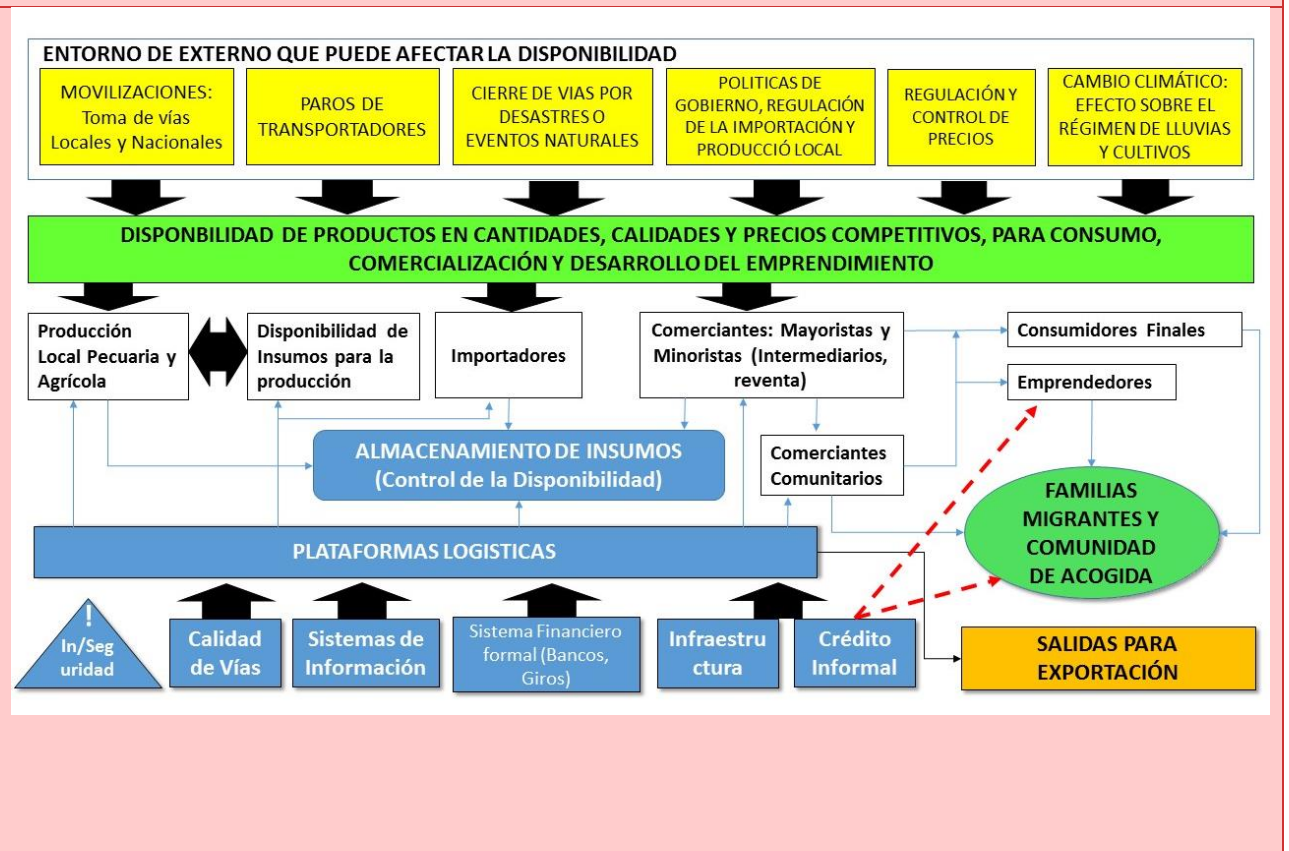 ENTORNO DE EXTERNO QUE PUEDE AFECTAR LA DISPONIBILIDAD
MOVILIZACIONES:
Toma de vías
Locales y Nacionales
PAROS DE
TRANSPORTADORES
CIERRE DE VIAS POR
DESASTRES O
EVENTOS NATURALES
POLITICAS DE
GOBIERNO, REGULACIÓN
DE LA IMPORTACIÓN Y
PRODUCCIÓ LOCAL
REGULACIÓN Y
CONTROL DE
PRECIOS
CAMBIO CLIMÁTICO:
EFECTO SOBRE EL
RÉGIMEN DE LLUVIAS
Y CULTIVOS
DISPONBILIDAD DE PRODUCTOS EN CANTIDADES, CALIDADES Y PRECIOS COMPETITIVOS, PARA CONSUMO,
COMERCIALIZACIÓN Y DESARROLLO DEL EMPRENDIMIENTO
Producción
Local Pecuaria y
Agrícola
Disponibilidad de
Insumos para la
producción
Importadores
Comerciantes: Mayoristas y
Minoristas (Intermediarios,
reventa)
Consumidores Finales
Emprendedores
ALMACENAMIENTO DE INSUMOS
(Control de la Disponibilidad)
Comerciantes
Comunitarios
FAMILIAS
MIGRANTES Y
COMUNIDAD
DE ACOGIDA
PLATAFORMAS LOGISTICAS
!
In/Seg
uridad
Calidad
de Vías
Sistemas de
Información
Sistema Financiero
formal (Bancos,
Giros)
Infraestru
ctura
Crédito
Informal
SALIDAS PARA
EXPORTACIÓN